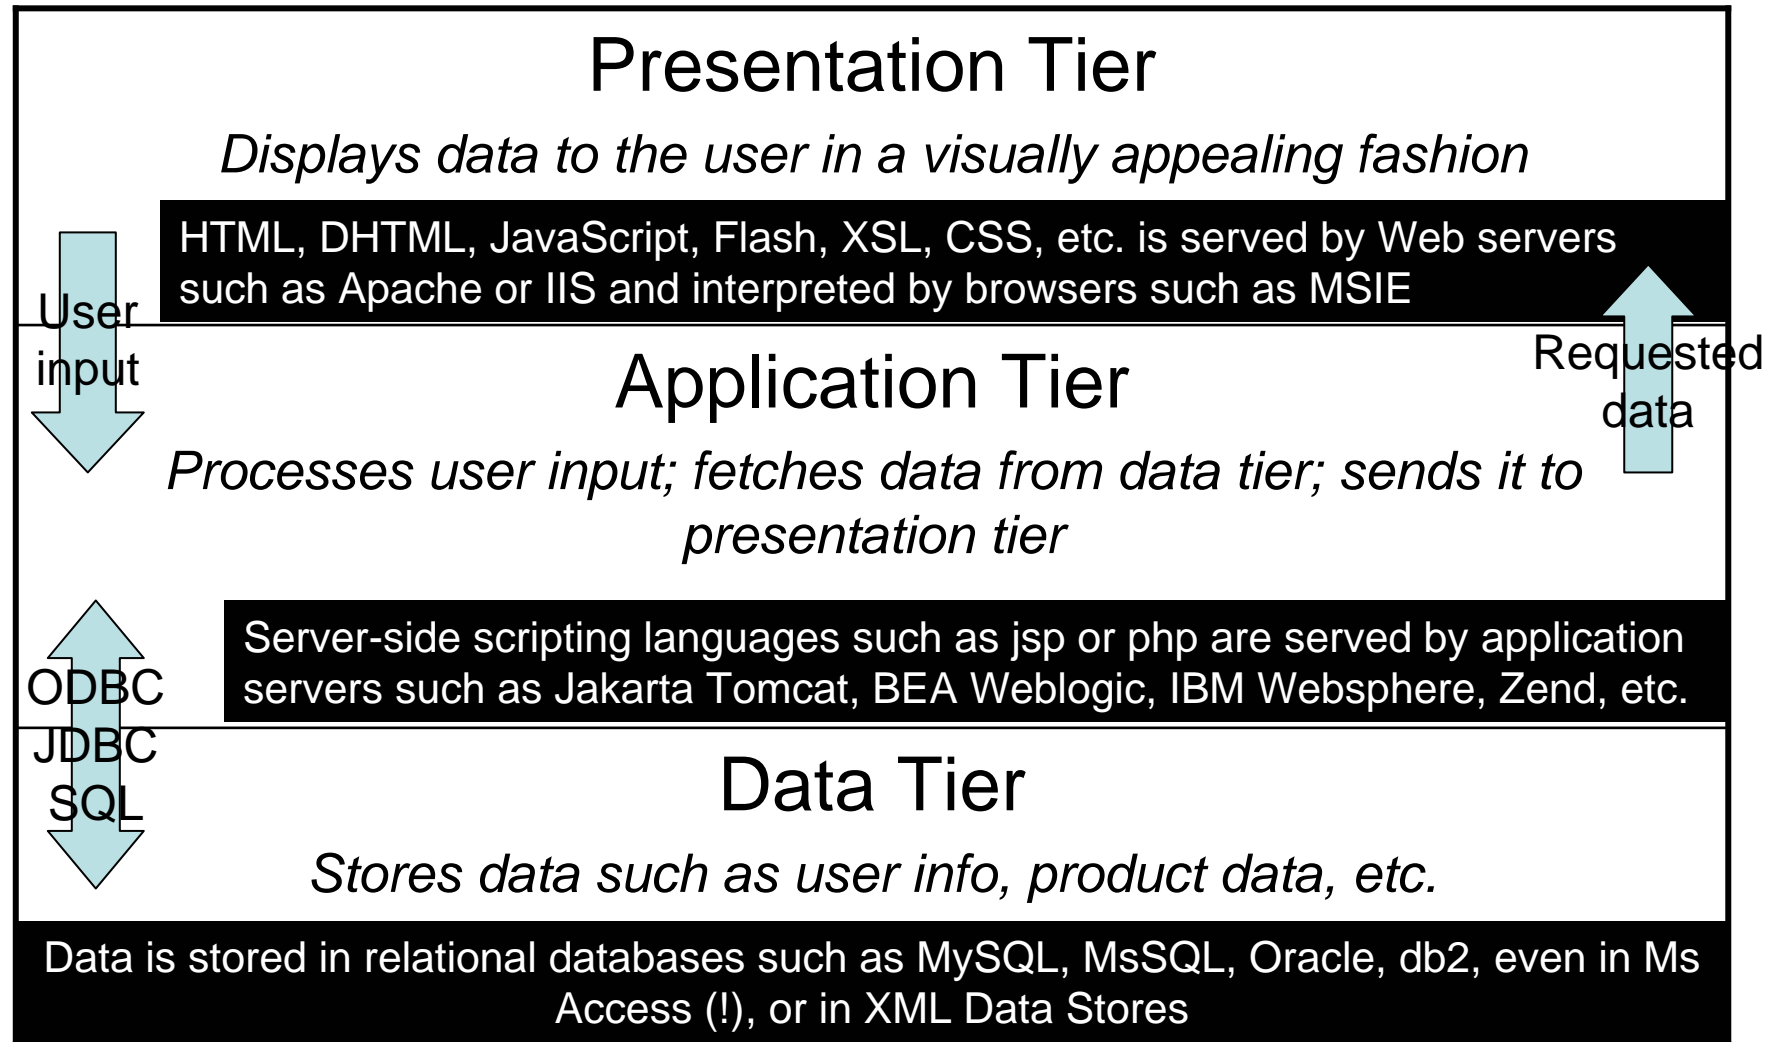 Presentation Tier
Displays data to the user in a visually appealing fashion
HTML, DHTML, JavaScript, Flash, XSL, CSS, etc. is served by Web servers
such as Apache or IIS and interpreted by browsers such as MSIE
User
input
Requested
data
Application Tier
Processes user input; fetches data from data tier; sends it to
presentation tier
Server-side scripting languages such as jsp or php are served by application
servers such as Jakarta Tomcat, BEA Weblogic, IBM Websphere, Zend, etc.
ODBC
JDBC
SQL
Data Tier
Stores data such as user info, product data, etc.
Data is stored in relational databases such as MySQL, MsSQL, Oracle, db2, even in Ms
Access (!), or in XML Data Stores